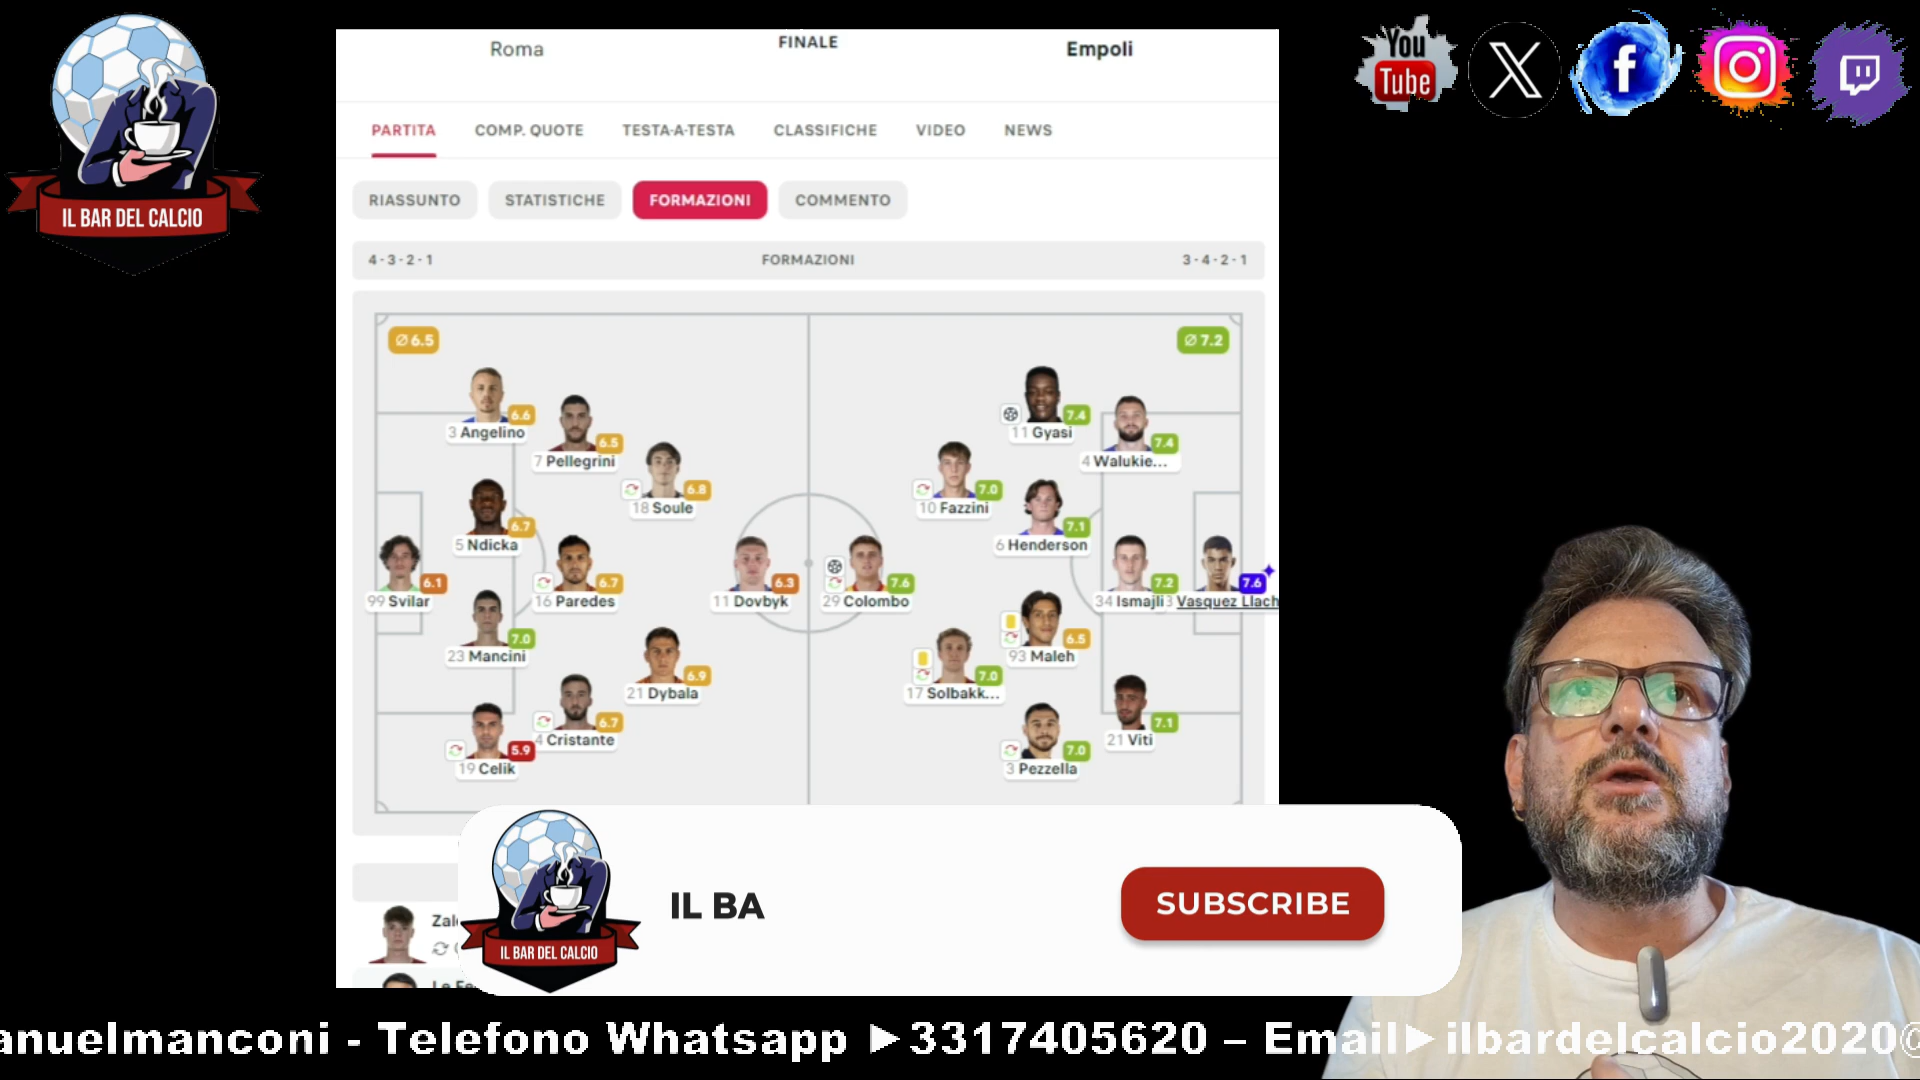 Roma
FINALE
Empoli
You
Tube
IL BAR DEL CALCIO
PARTITA COMP. QUOTE TESTA-A-TESTA CLASSIFICHE VIDEO NEWS
RIASSUNTO STATISTICHE FORMAZIONI COMMENTO
4 - 3 - 2 - 1 FORMAZIONI 3 - 4 - 2 - 1
Ø 6.5
Ø 7.2
6.6
3 Angelino
6.5
7 Pellegrini
6.8
18 Soule
6.7
5 Ndicka
6.1
99 Svilar
6.7
16 Paredes
6.3
11 Dovbyk
7.0
23 Mancini
6.9
21 Dybala
6.7
4 Cristante
5.9
19 Celik
7.4
11 Gyasi
7.4
4 Walukie...
7.0
10 Fazzini
7.1
6 Henderson
7.6
29 Colombo
7.2
34 Ismajli
7.6
3 Vasquez Llach
6.5
93 Maleh
7.0
17 Solbakk...
7.1
21 Viti
7.0
3 Pezzella
IL BAR DEL CALCIO
IL BA
SUBSCRIBE
anuelmanconi - Telefono Whatsapp ►3317405620 – Email►ilbardelcalcio2020@